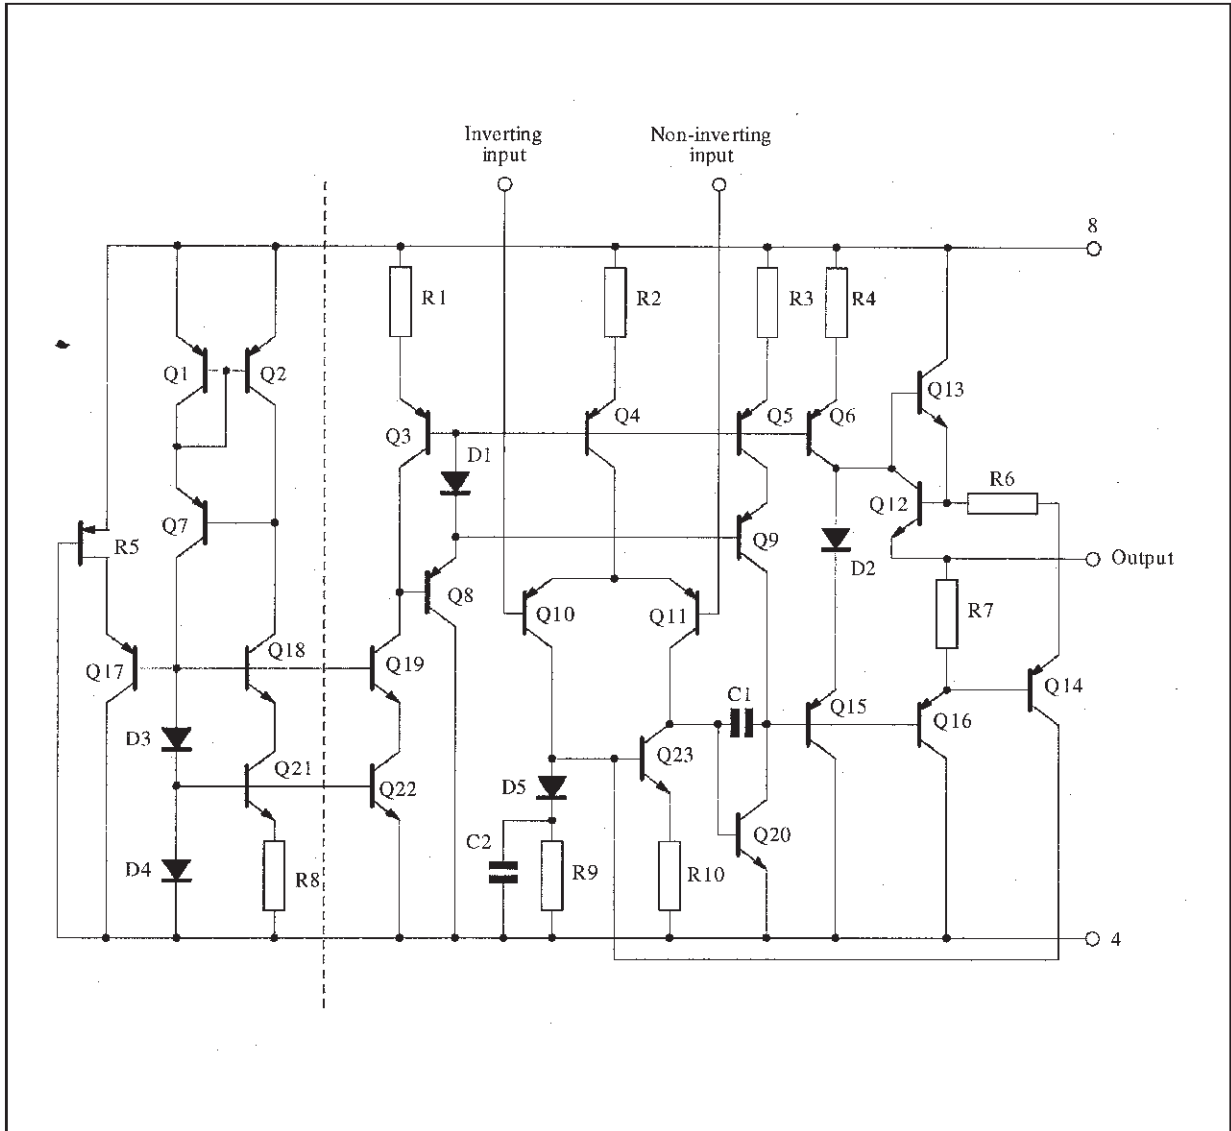 Inverting
input
Non-inverting
input
8
R1
R2
R3
R4
Q1
Q2
Q3
Q4
Q5
Q6
Q13
D1
R6
Q12
Q7
R5
Q9
D2
Output
Q8
Q10
Q11
R7
Q17
Q18
Q19
Q14
C1
Q15
Q16
D3
Q23
Q21
Q22
D5
C2
Q20
D4
R8
R9
R10
4